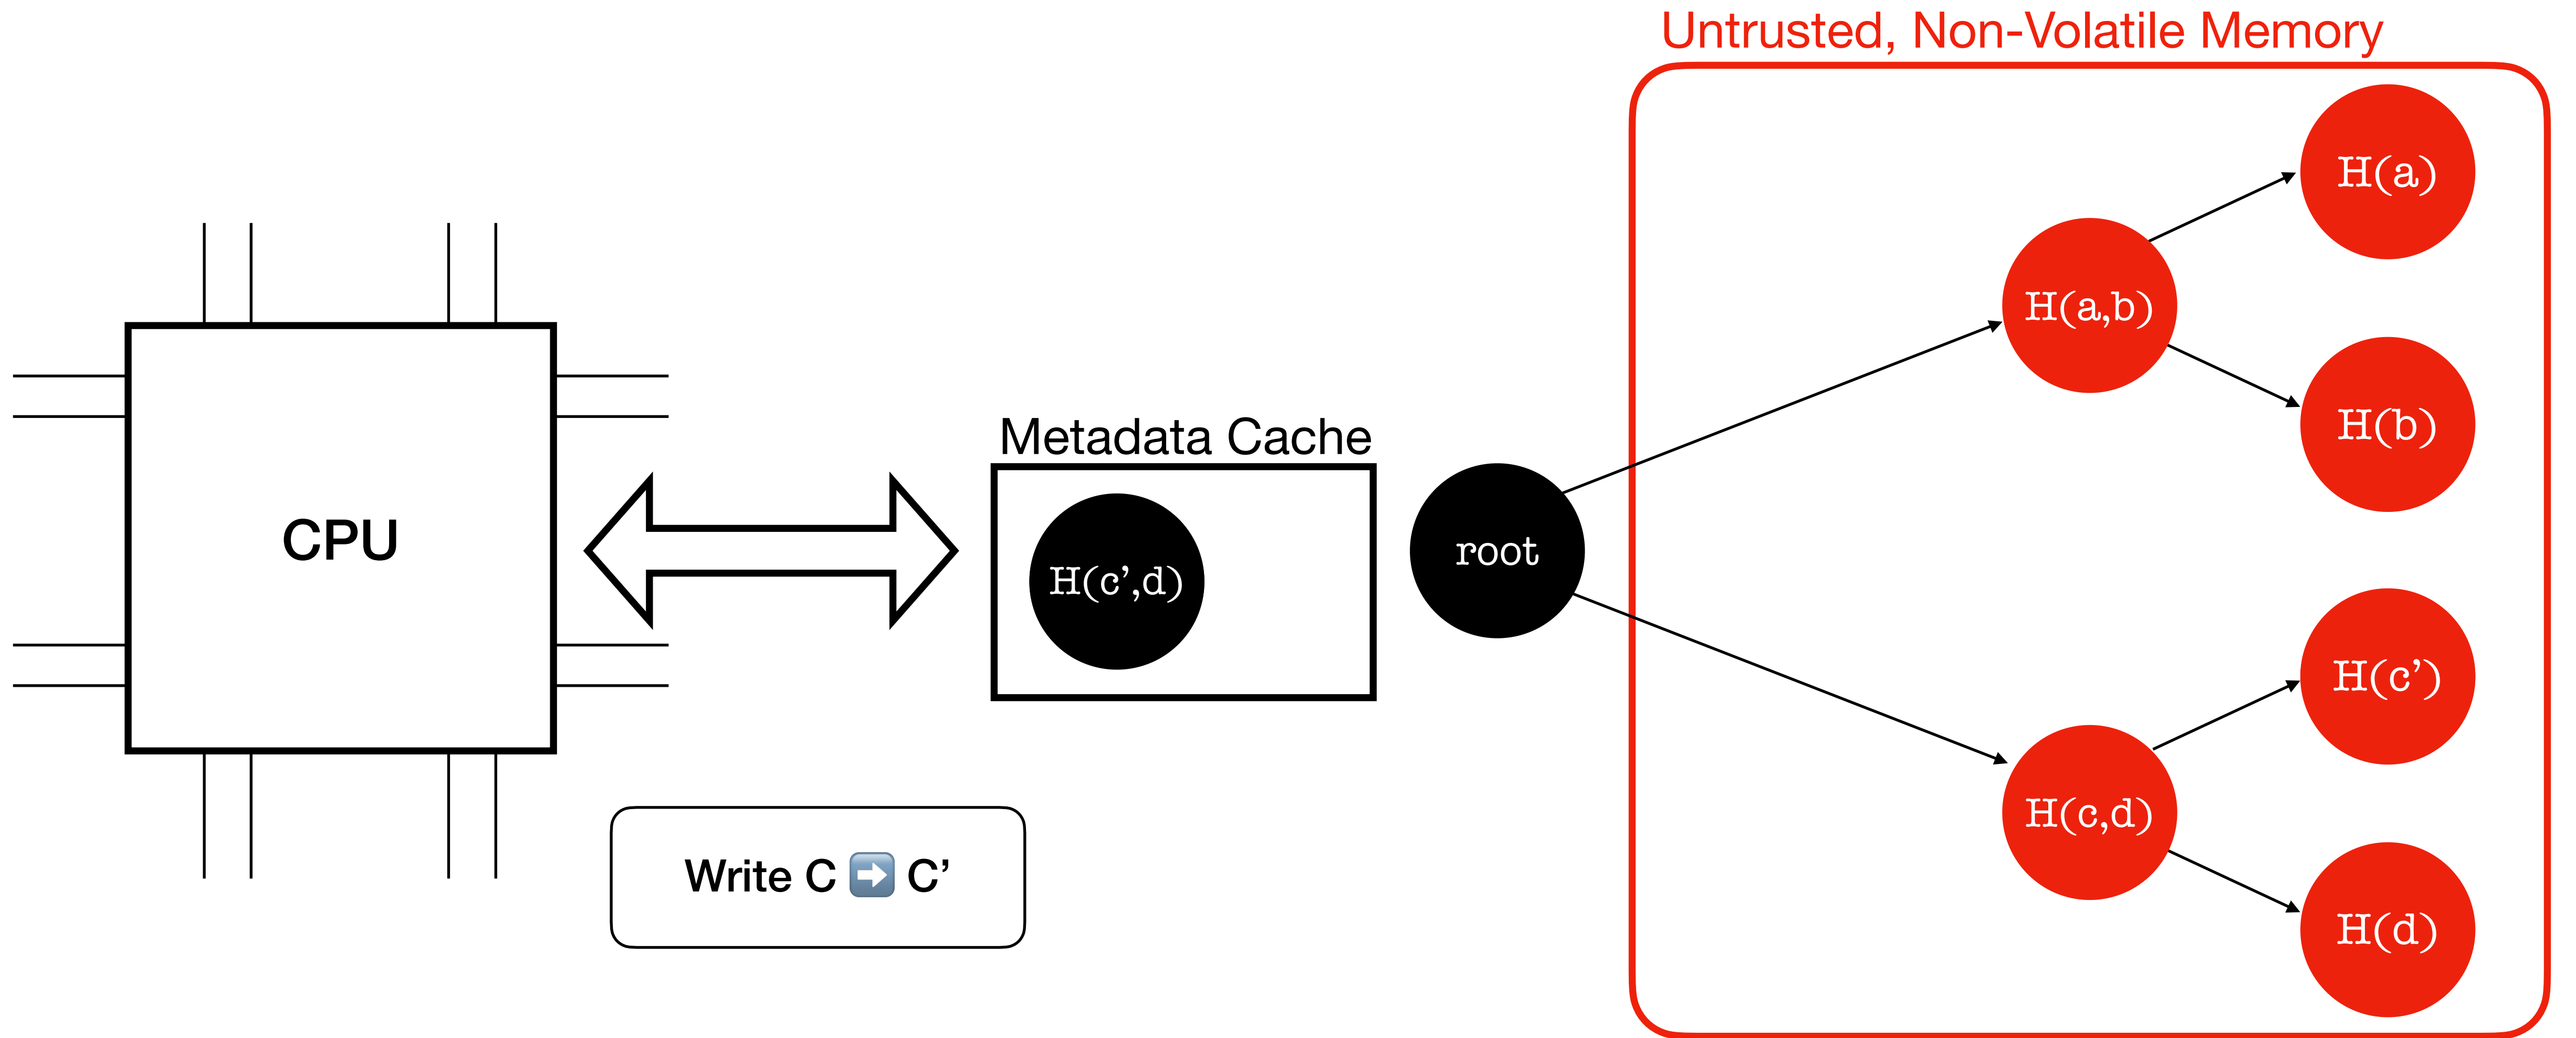 Untrusted, Non-Volatile Memory
H(a)
H(a,b)
H(b)
Metadata Cache
CPU
H(c’,d)
root
H(c’)
H(c,d)
H(d)
Write C ➡️ C’